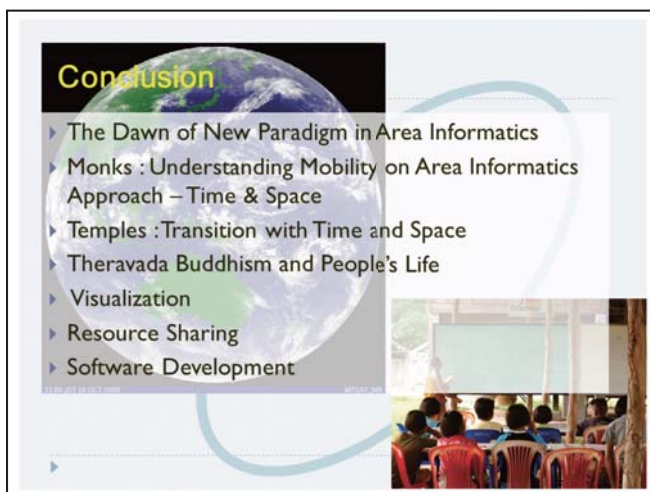 Conclusion
The Dawn of New Paradigm in Area Informatics
Monks : Understanding Mobility on Area Informatics
Approach – Time & Space
Temples : Transition with Time and Space
Theravada Buddhism and People's Life
Visualization
Resource Sharing
Software Development